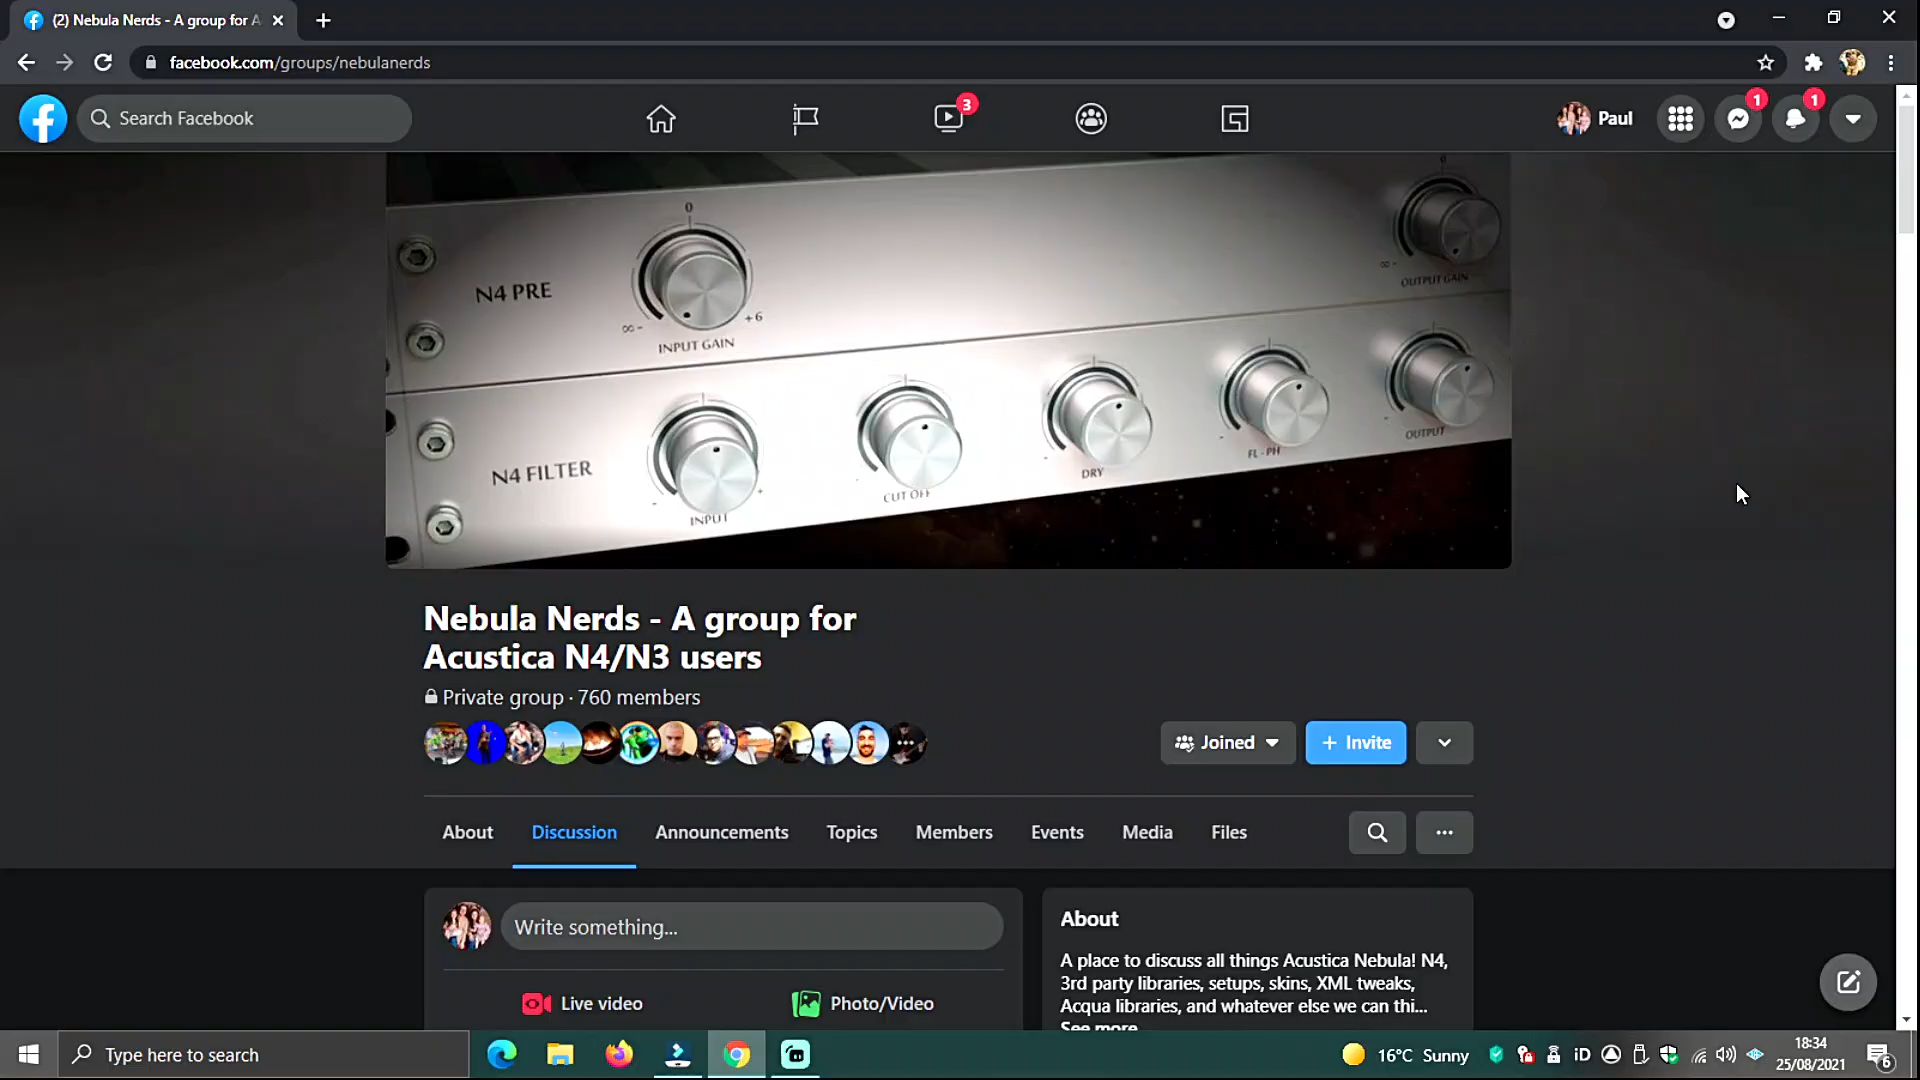 (2) Nebula Nerds - A group for A
facebook.com/groups/nebulanerds
Search Facebook
3
Paul
1
1
0
N4 PRE
∞ -
+6
INPUT GAIN
0
∞ -
OUTPUT GAIN
N4 FILTER
-
+
INPUT
CUT OFF
DRY
FL - PH
OUTPUT
Nebula Nerds - A group for
Acustica N4/N3 users
Private group · 760 members
Joined
+ Invite
About
Discussion
Announcements
Topics
Members
Events
Media
Files
Write something...
Live video
Photo/Video
About
A place to discuss all things Acustica Nebula! N4,
3rd party libraries, setups, skins, XML tweaks,
Acqua libraries, and whatever else we can thi...
See more
Type here to search
16°C Sunny
iD
18:34
25/08/2021
6